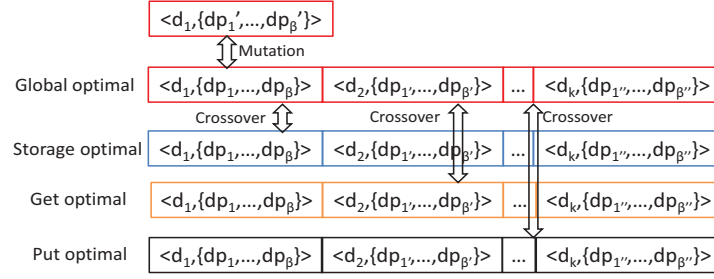 <d₁,{dp₁',...,dpᵦ'}>
Mutation
Global optimal <d₁,{dp₁,...,dpᵦ}> <d₂,{dp₁',...,dpᵦ'}> ... <dₖ,{dp₁'',...,dpᵦ''}>
Crossover Crossover Crossover
Storage optimal <d₁,{dp₁,...,dpᵦ}> <d₂,{dp₁',...,dpᵦ'}> ... <dₖ,{dp₁'',...,dpᵦ''}>
Get optimal <d₁,{dp₁,...,dpᵦ}> <d₂,{dp₁',...,dpᵦ'}> ... <dₖ,{dp₁'',...,dpᵦ''}>
Put optimal <d₁,{dp₁,...,dpᵦ}> <d₂,{dp₁',...,dpᵦ'}> ... <dₖ,{dp₁'',...,dpᵦ''}>